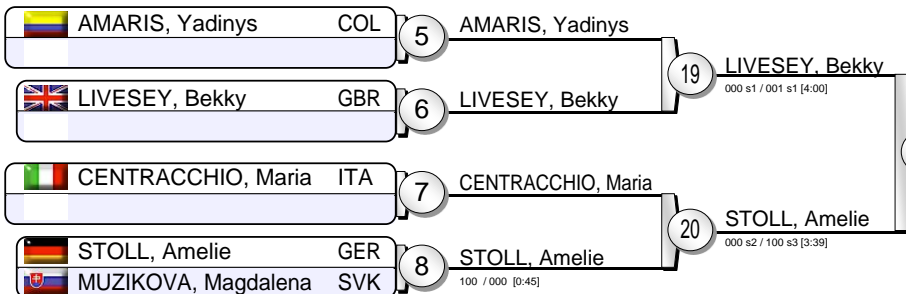 AMARIS, Yadinys COL
5
AMARIS, Yadinys
LIVESEY, Bekky GBR
6
LIVESEY, Bekky
19
LIVESEY, Bekky
000 s1 / 001 s1 [4:00]
CENTRACCHIO, Maria ITA
7
CENTRACCHIO, Maria
STOLL, Amelie GER
MUZIKOVA, Magdalena SVK
8
STOLL, Amelie
100 / 000 [0:45]
20
STOLL, Amelie
000 s2 / 100 s3 [3:39]